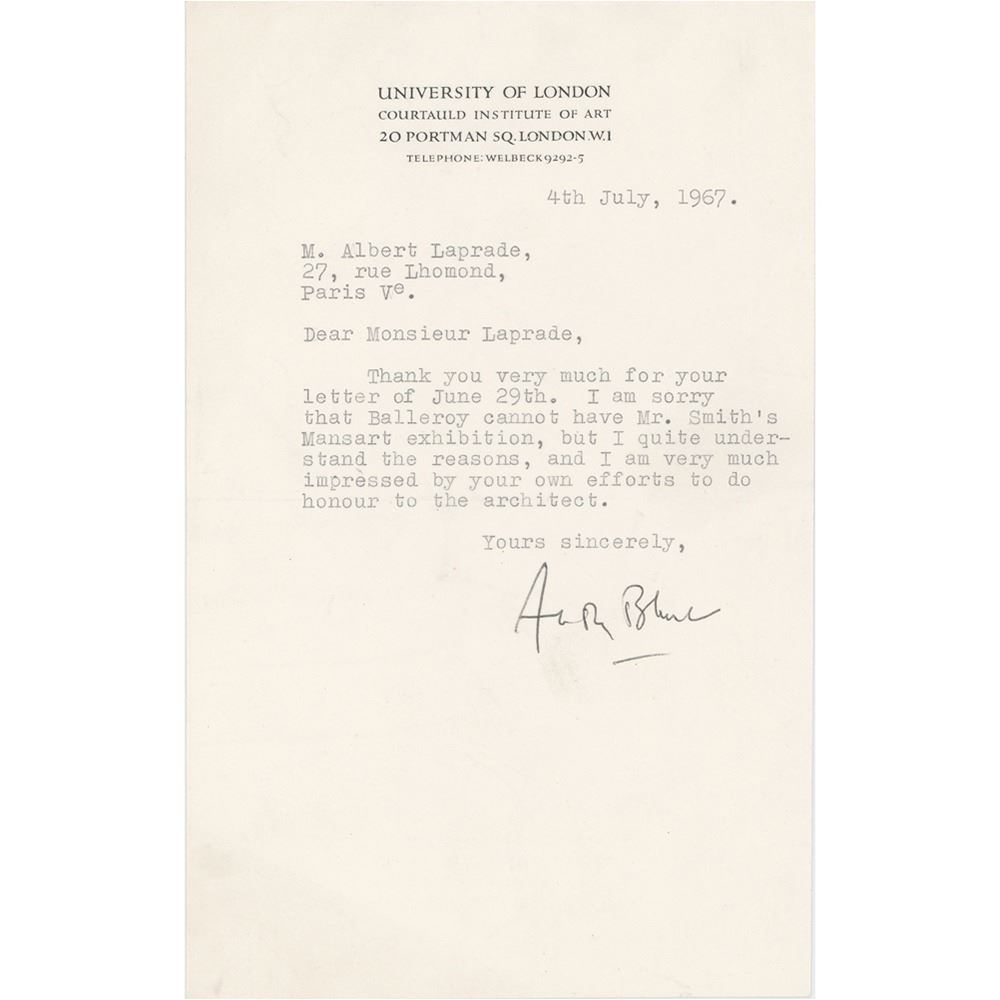 UNIVERSITY OF LONDON
COURTAULD INSTITUTE OF ART
20 PORTMAN SQ. LONDON.W.1
TELEPHONE: WELBECK 9292-5
4th July, 1967.
M. Albert Laprade,
27, rue Lhomond,
Paris Ve.
Dear Monsieur Laprade,
Thank you very much for your
letter of June 29th. I am sorry
that Balleroy cannot have Mr. Smith's
Mansart exhibition, but I quite under-
stand the reasons, and I am very much
impressed by your own efforts to do
honour to the architect.
Yours sincerely,
Anthony Blunt